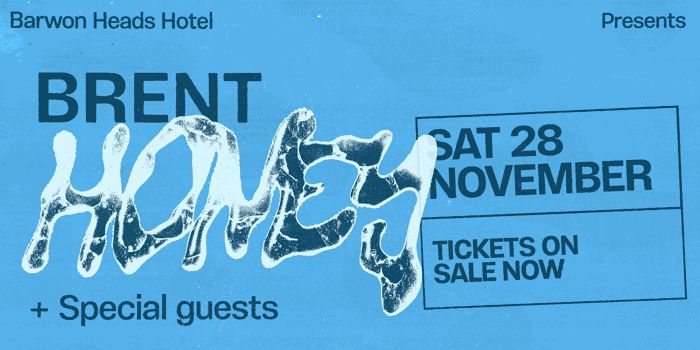 Barwon Heads Hotel
Presents
BRENT
HONEY
SAT 28
NOVEMBER
TICKETS ON
SALE NOW
+ Special guests